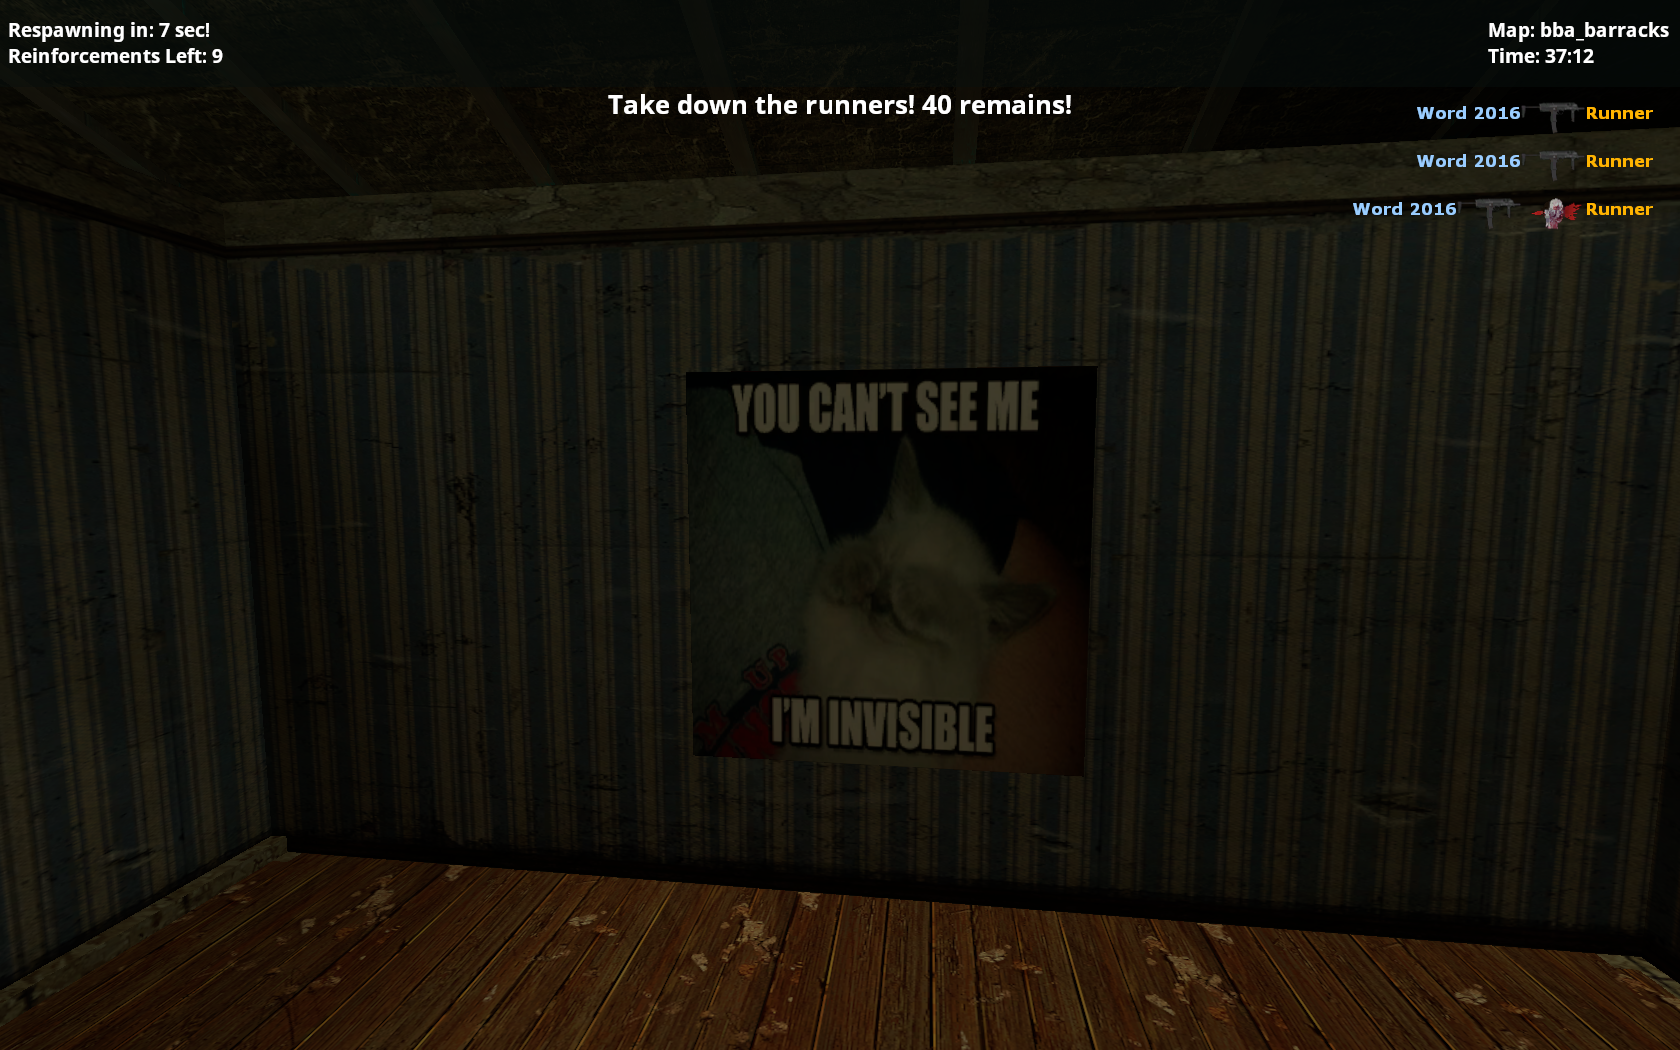 Respawning in: 7 sec!
Reinforcements Left: 9
Map: bba_barracks
Time: 37:12
Take down the runners! 40 remains!
Word 2016 Runner
Word 2016 Runner
Word 2016 Runner
YOU CAN'T SEE ME
UP
I'M INVISIBLE